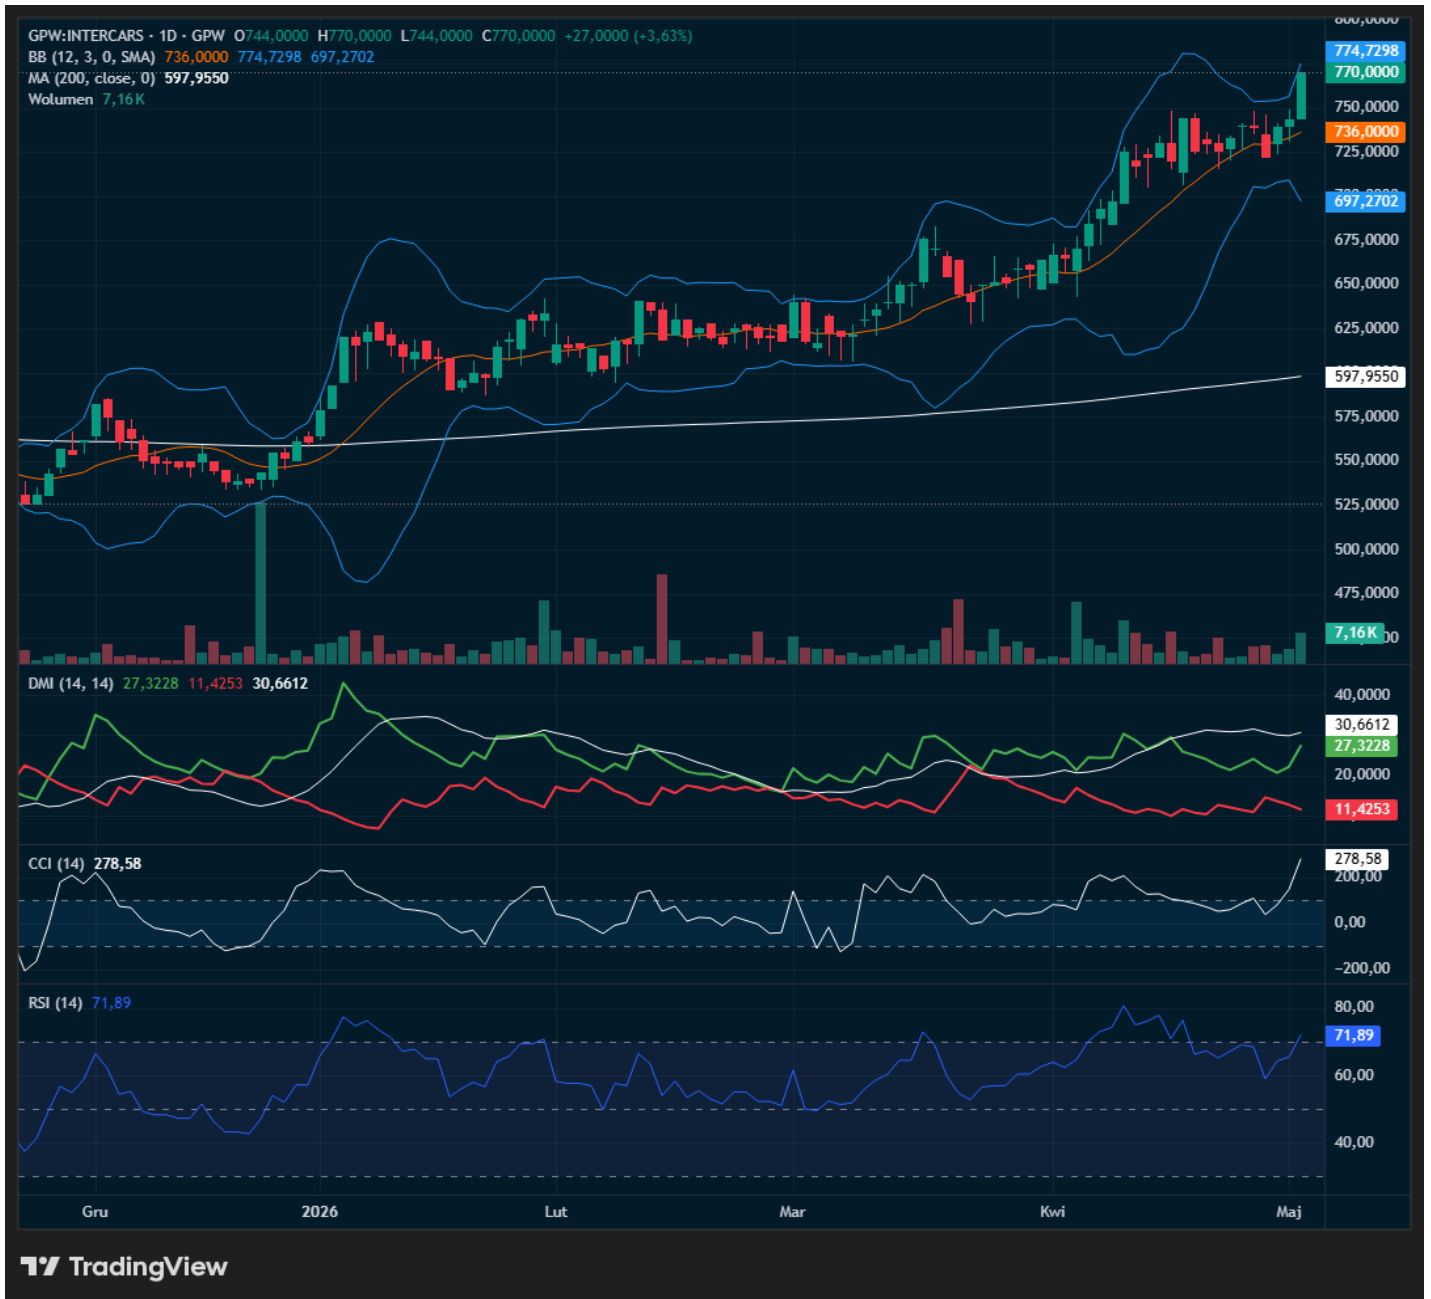 GPW:INTERCARS · 1D · GPW O744,0000 H770,0000 L744,0000 C770,0000 +27,0000 (+3,63%)
BB (12, 3, 0, SMA) 736,0000 774,7298 697,2702
MA (200, close, 0) 597,9550
Wolumen 7,16 K
800,0000
774,7298
770,0000
750,0000
736,0000
725,0000
697,2702
675,0000
650,0000
625,0000
597,9550
575,0000
550,0000
525,0000
500,0000
475,0000
7,16 K
DMI (14, 14) 27,3228 11,4253 30,6612
40,0000
30,6612
27,3228
20,0000
11,4253
CCI (14) 278,58
278,58
200,00
0,00
−200,00
RSI (14) 71,89
80,00
71,89
60,00
40,00
Gru 2026 Lut Mar Kwi Maj
TradingView